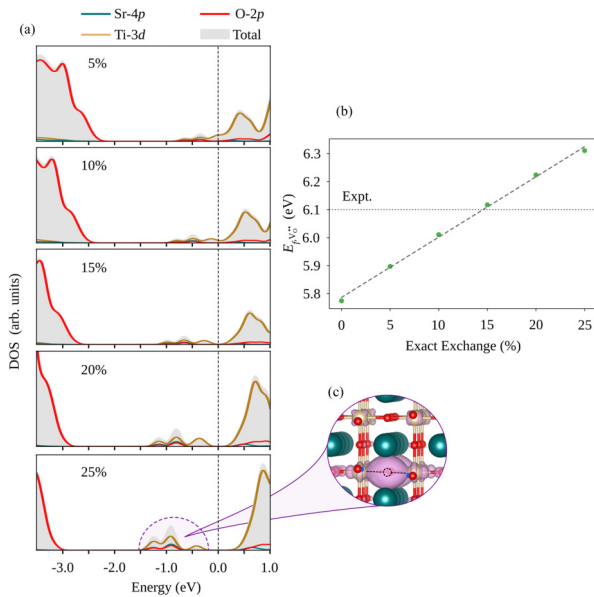 Sr-4p O-2p
(a) Ti-3d Total
5%
10%
15%
20%
25%
DOS (arb. units)
-3.0 -2.0 -1.0 0.0 1.0
Energy (eV)
(b)
6.3
6.2
6.1
6.0
5.9
5.8
Expt.
(eV)
0 5 10 15 20 25
Exact Exchange (%)
(c)